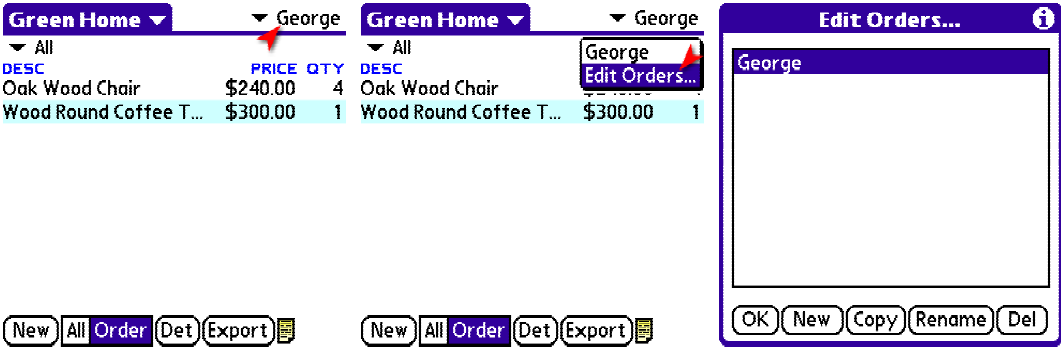 Green Home George
All
DESC PRICE QTY
Oak Wood Chair $240.00 4
Wood Round Coffee T... $300.00 1
New All Order Det Export
Green Home George
All
George
Edit Orders...
DESC
Oak Wood Chair
Wood Round Coffee T... $300.00 1
New All Order Det Export
Edit Orders...
George
OK New Copy Rename Del